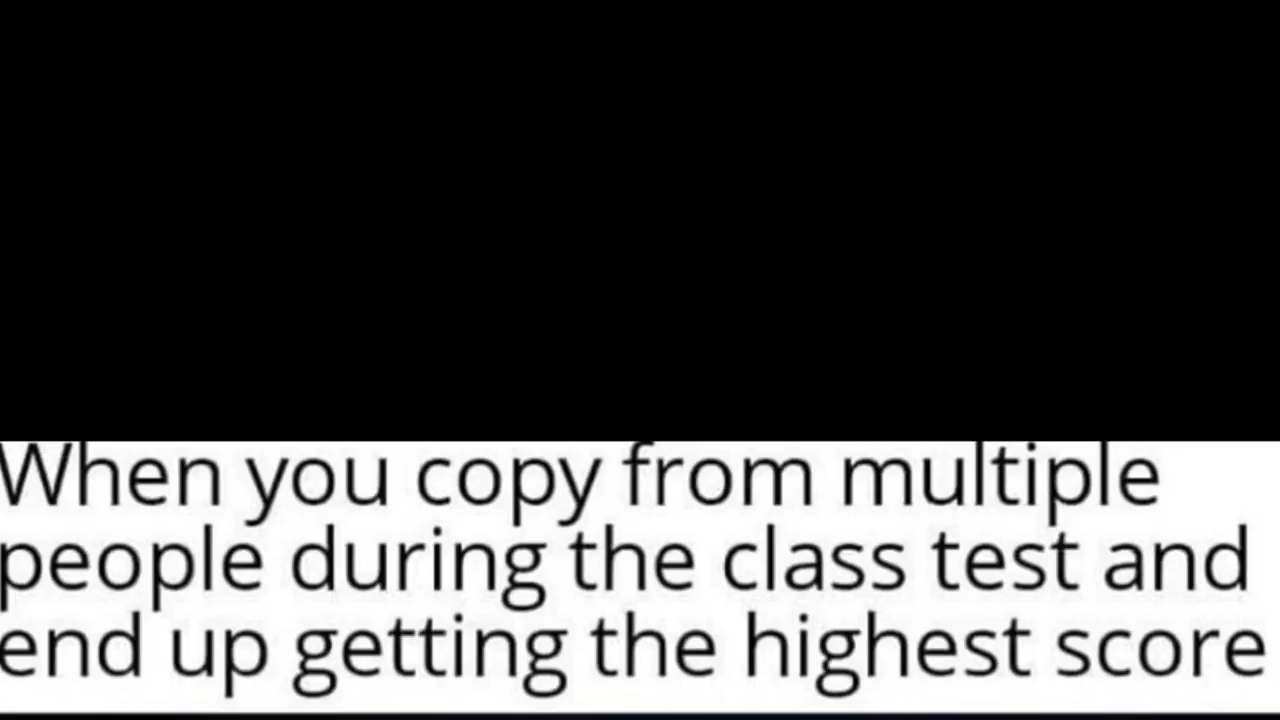 When you copy from multiple
people during the class test and
end up getting the highest score